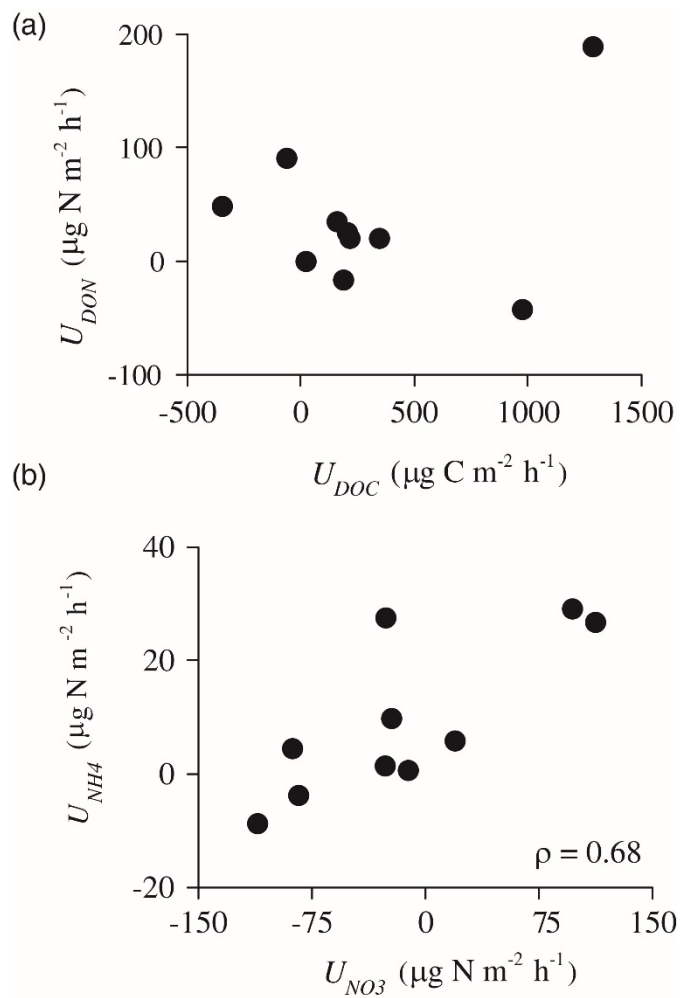 (a)
200
100
0
-100
U_DON (µg N m⁻² h⁻¹)
-500 0 500 1000 1500
U_DOC (µg C m⁻² h⁻¹)
(b)
40
20
0
-20
U_NH4 (µg N m⁻² h⁻¹)
ρ = 0.68
-150 -75 0 75 150
U_NO3 (µg N m⁻² h⁻¹)